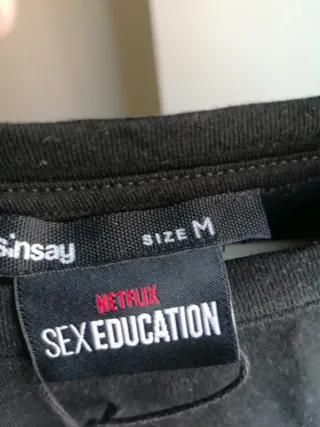 sinsay SIZE M
NETFLIX
SEX EDUCATION